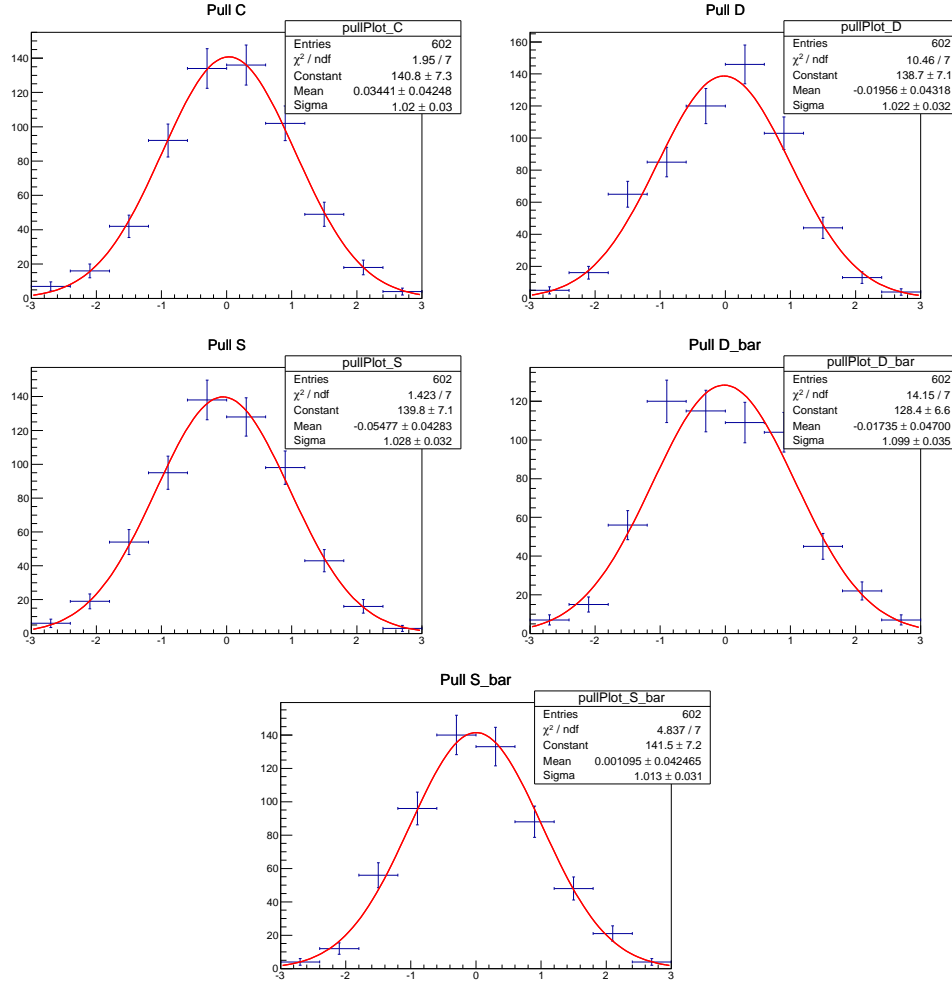 Pull C
pullPlot_C
Entries 602
χ² / ndf 1.95 / 7
Constant 140.8 ± 7.3
Mean 0.03441 ± 0.04248
Sigma 1.02 ± 0.03
140
120
100
80
60
40
20
0
-3 -2 -1 0 1 2 3
Pull D
pullPlot_D
Entries 602
χ² / ndf 10.46 / 7
Constant 138.7 ± 7.1
Mean -0.01956 ± 0.04318
Sigma 1.022 ± 0.032
160
140
120
100
80
60
40
20
0
-3 -2 -1 0 1 2 3
Pull S
pullPlot_S
Entries 602
χ² / ndf 1.423 / 7
Constant 139.8 ± 7.1
Mean -0.05477 ± 0.04283
Sigma 1.028 ± 0.032
140
120
100
80
60
40
20
0
-3 -2 -1 0 1 2 3
Pull D_bar
pullPlot_D_bar
Entries 602
χ² / ndf 14.15 / 7
Constant 128.4 ± 6.6
Mean -0.01735 ± 0.04700
Sigma 1.099 ± 0.035
120
100
80
60
40
20
0
-3 -2 -1 0 1 2 3
Pull S_bar
pullPlot_S_bar
Entries 602
χ² / ndf 4.837 / 7
Constant 141.5 ± 7.2
Mean 0.001095 ± 0.042465
Sigma 1.013 ± 0.031
140
120
100
80
60
40
20
0
-3 -2 -1 0 1 2 3